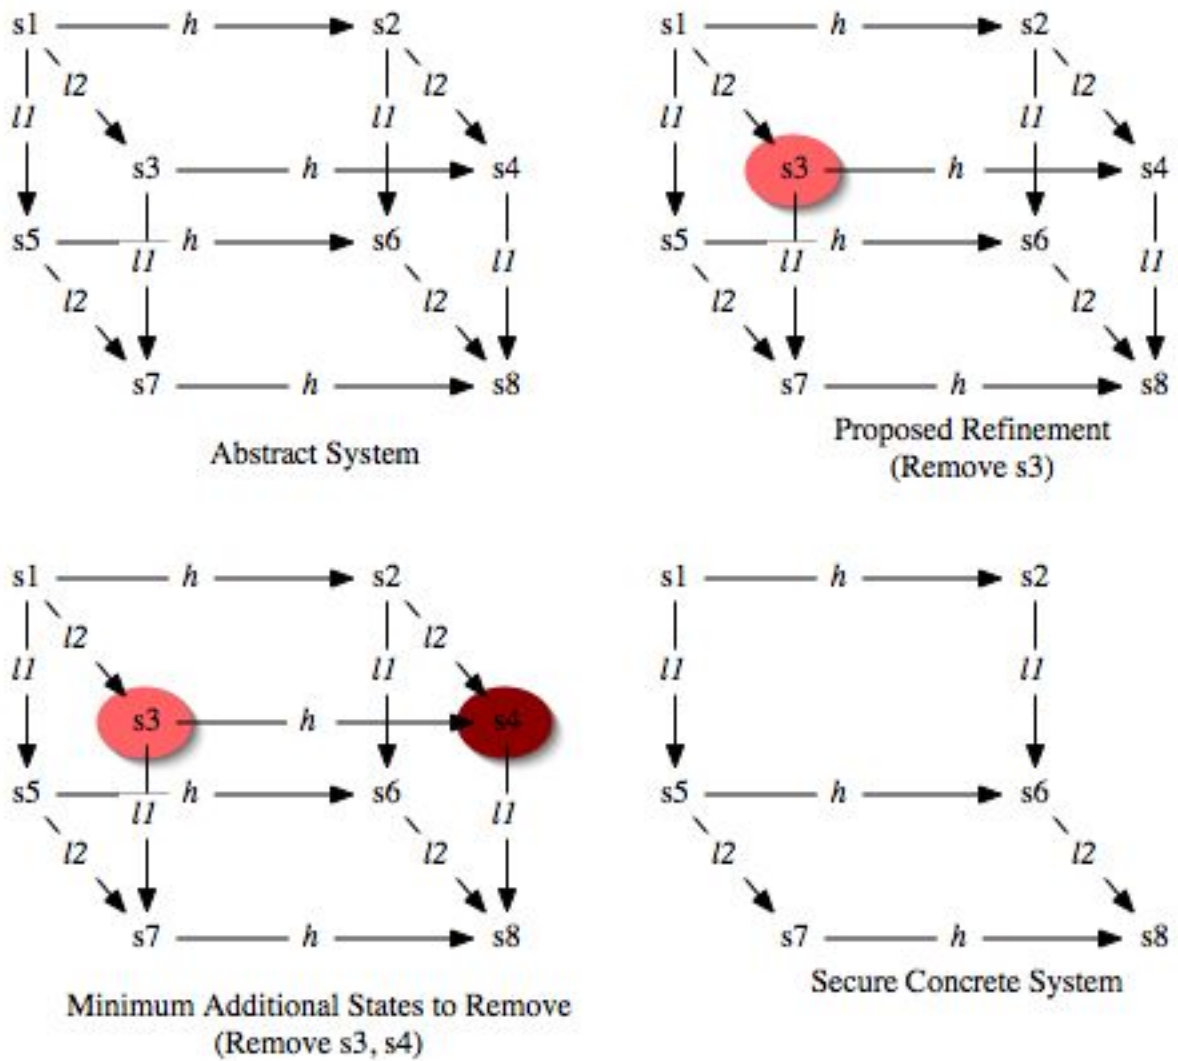 s1 h s2
l2 l2
l1 l1
s3 h s4
s5 h s6
l1 l1
l2 l2
s7 h s8
Abstract System
s1 h s2
l2 l2
l1 l1
s3 h s4
s5 h s6
l1 l1
l2 l2
s7 h s8
Proposed Refinement
(Remove s3)
s1 h s2
l2 l2
l1 l1
s3 h s4
s5 h s6
l1 l1
l2 l2
s7 h s8
Minimum Additional States to Remove
(Remove s3, s4)
s1 h s2
l1 l1
s5 h s6
l2 l2
s7 h s8
Secure Concrete System